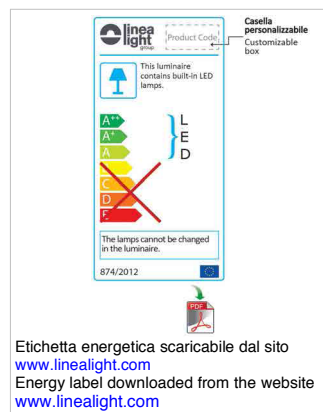 linea
light
group
Product Code
Casella
personalizzabile
Customizable
box
This luminaire
contains built-in LED
lamps.
A++
A+
A
L
E
D
C
D
E
The lamps cannot be changed
in the luminaire.
874/2012
PDF
Etichetta energetica scaricabile dal sito
www.linealight.com
Energy label downloaded from the website
www.linealight.com